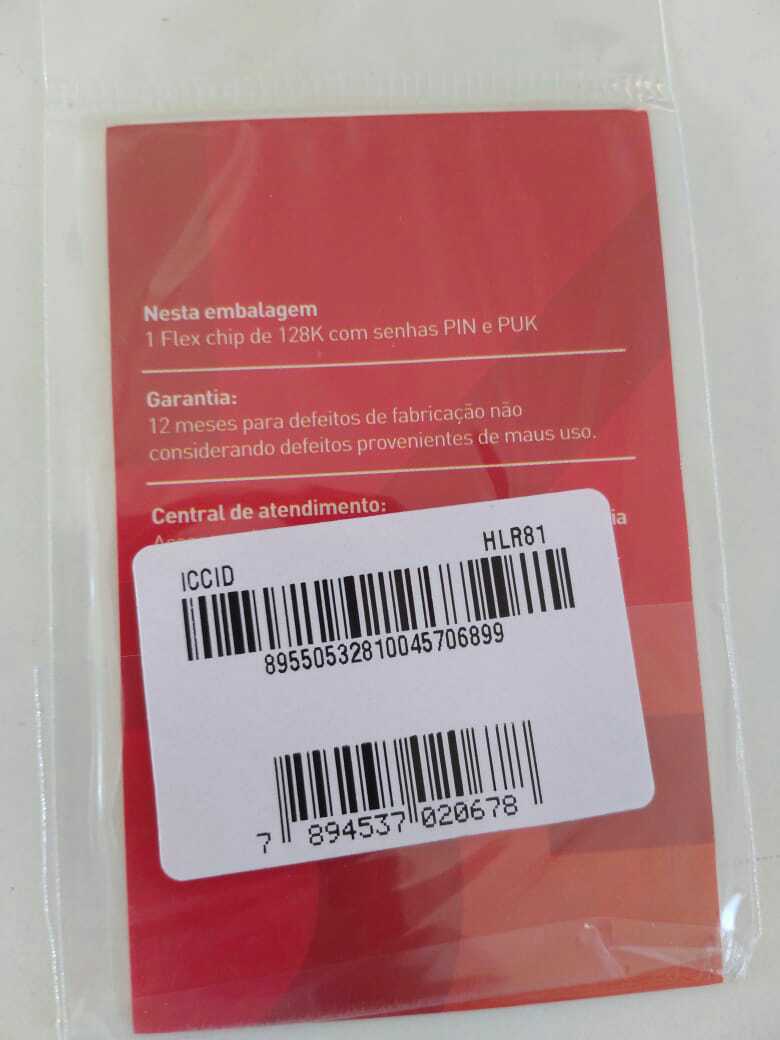 Nesta embalagem
1 Flex chip de 128K com senhas PIN e PUK
Garantia:
12 meses para defeitos de fabricação não
considerando defeitos provenientes de maus uso.
Central de atendimento:
ICCID
HLR81
89550532810045706899
7 894537 020678